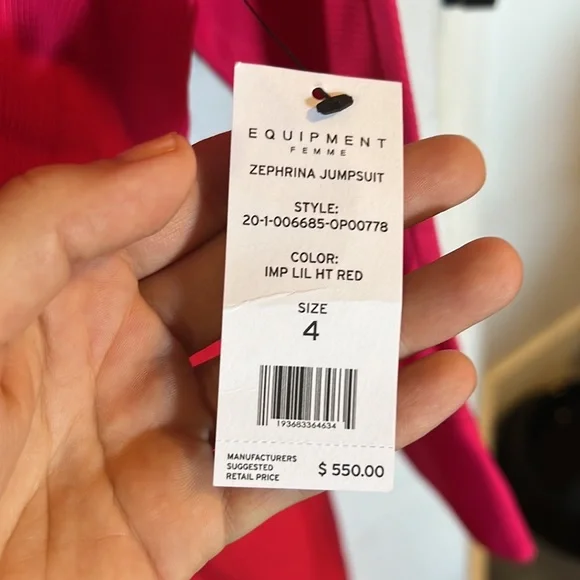 EQUIPMENT
FEMME
ZEPHRINA JUMPSUIT
STYLE:
20-1-006685-OP00778
COLOR:
IMP LIL HT RED
SIZE
4
193683364634
MANUFACTURERS
SUGGESTED
RETAIL PRICE
$ 550.00